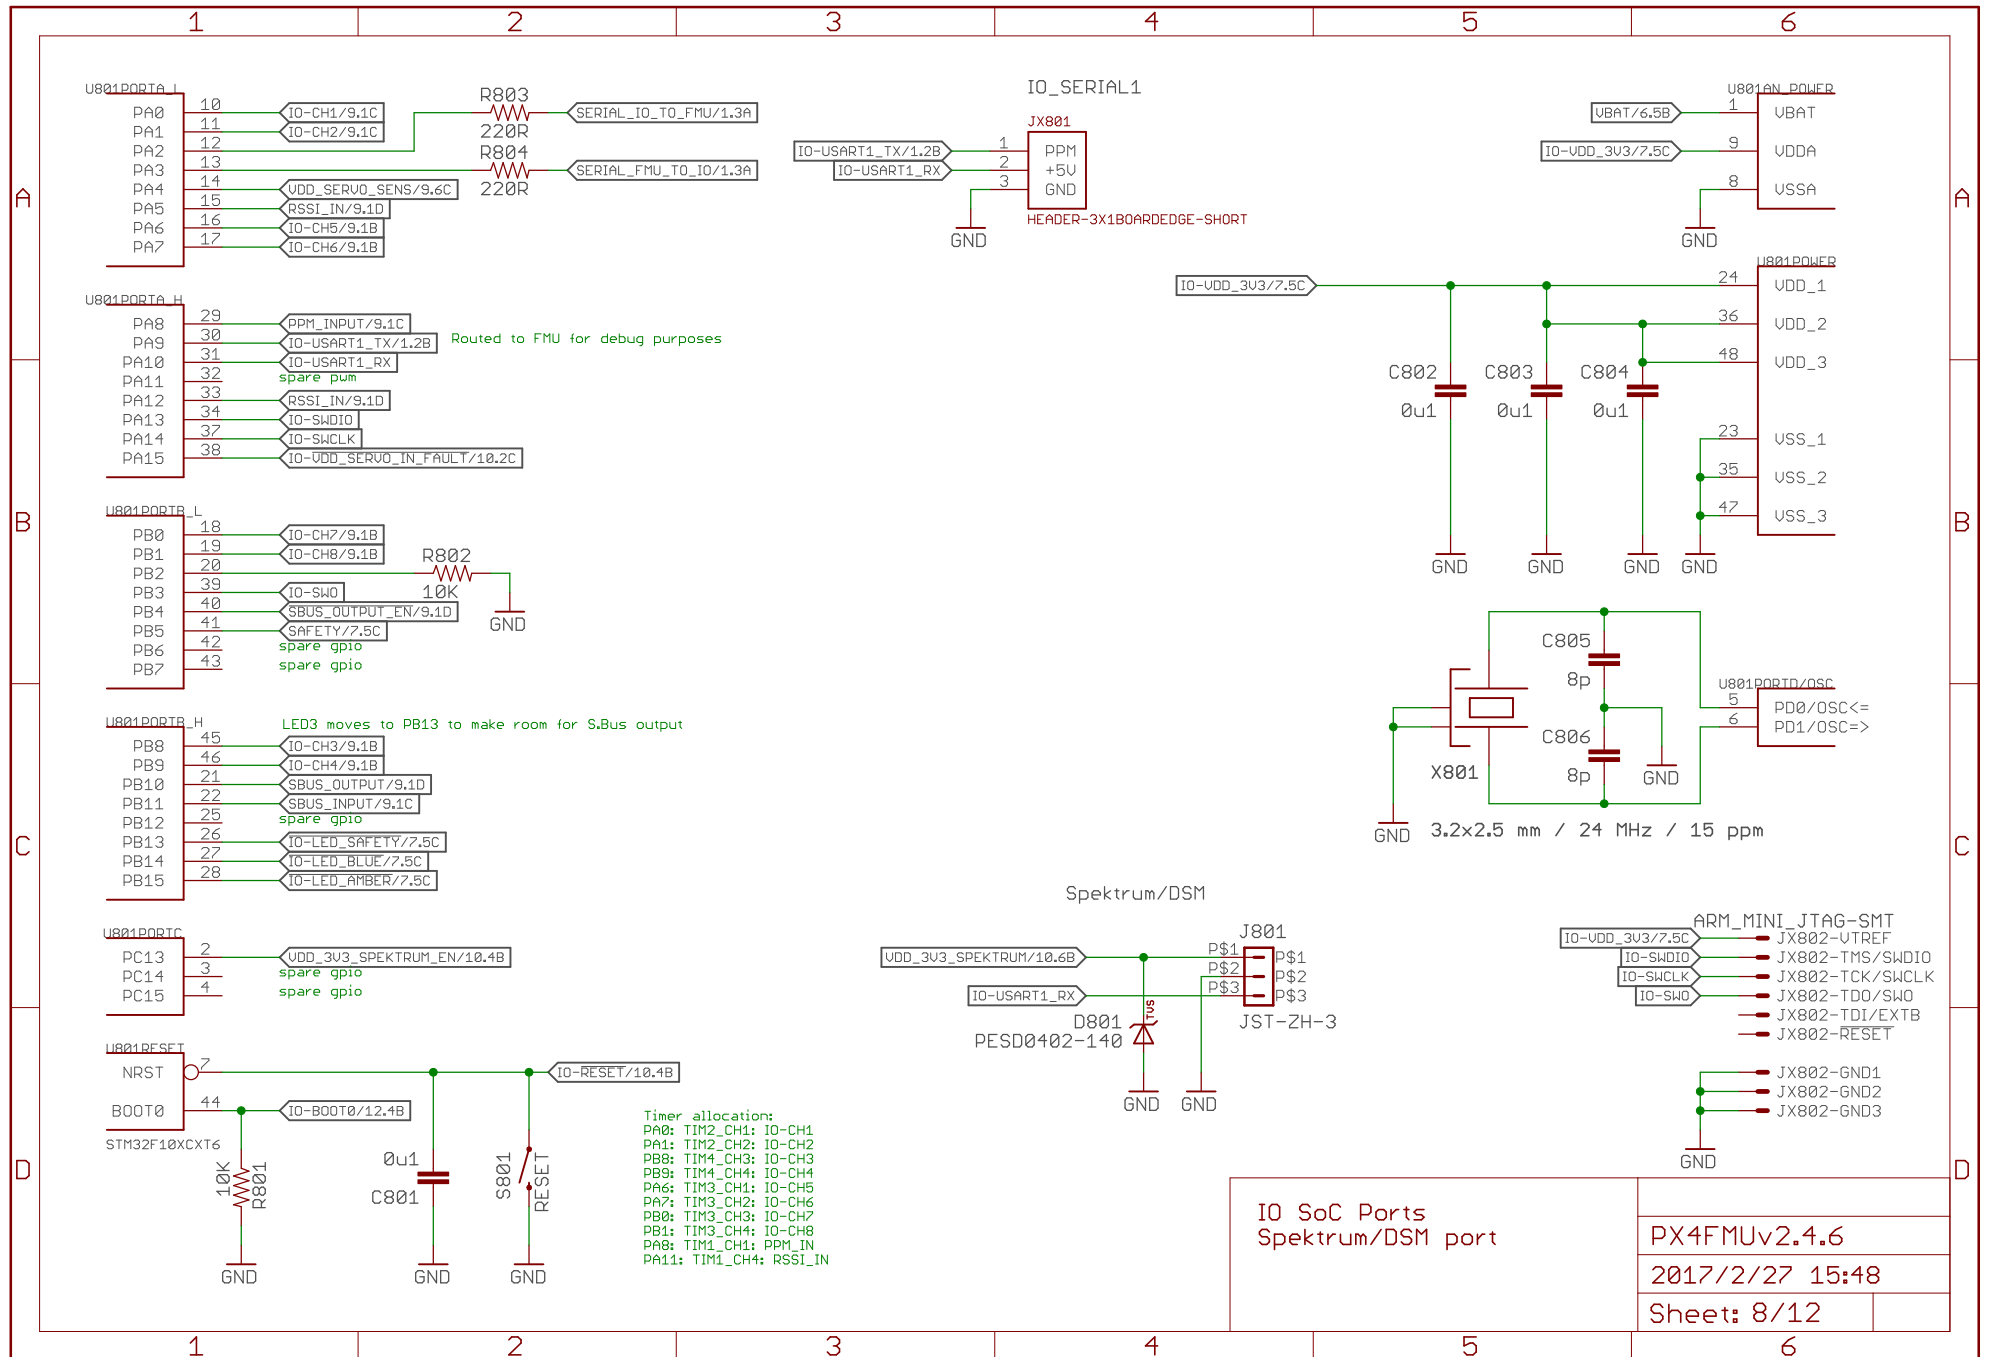 1 2 3 4 5 6
A
B
C
D
U801PORTA_L
PA0 10 IO-CH1/9.1C
PA1 11 IO-CH2/9.1C
PA2 12
PA3 13
PA4 14 VDD_SERVO_SENS/9.6C
PA5 15 RSSI_IN/9.1D
PA6 16 IO-CH5/9.1B
PA7 17 IO-CH6/9.1B
R803
220R
SERIAL_IO_TO_FMU/1.3A
R804
220R
SERIAL_FMU_TO_IO/1.3A
U801PORTA_H
PA8 29 PPM_INPUT/9.1C
PA9 30 IO-USART1_TX/1.2B
Routed to FMU for debug purposes
PA10 31 IO-USART1_RX
PA11 32 spare pwm
PA12 33 RSSI_IN/9.1D
PA13 34 IO-SWDIO
PA14 37 IO-SWCLK
PA15 38 IO-VDD_SERVO_IN_FAULT/10.2C
U801PORTB_L
PB0 18 IO-CH7/9.1B
PB1 19 IO-CH8/9.1B
PB2 20
PB3 39 IO-SWO
PB4 40 SBUS_OUTPUT_EN/9.1D
PB5 41 SAFETY/7.5C
PB6 42 spare gpio
PB7 43 spare gpio
R802
10K
GND
U801PORTB_H
LED3 moves to PB13 to make room for S.Bus output
PB8 45 IO-CH3/9.1B
PB9 46 IO-CH4/9.1B
PB10 21 SBUS_OUTPUT/9.1D
PB11 22 SBUS_INPUT/9.1C
PB12 25 spare gpio
PB13 26 IO-LED_SAFETY/7.5C
PB14 27 IO-LED_BLUE/7.5C
PB15 28 IO-LED_AMBER/7.5C
U801PORTC
PC13 2 VDD_3V3_SPEKTRUM_EN/10.4B
PC14 3 spare gpio
PC15 4 spare gpio
U801RESET
NRST 7 IO-RESET/10.4B
BOOT0 44 IO-BOOT0/12.4B
STM32F10XCXT6
10K
R801
GND
0u1
C801
GND
S801
RESET
GND
Timer allocation:
PA0: TIM2_CH1: IO-CH1
PA1: TIM2_CH2: IO-CH2
PB8: TIM4_CH3: IO-CH3
PB9: TIM4_CH4: IO-CH4
PA6: TIM3_CH1: IO-CH5
PA7: TIM3_CH2: IO-CH6
PB0: TIM3_CH3: IO-CH7
PB1: TIM3_CH4: IO-CH8
PA8: TIM1_CH1: PPM_IN
PA11: TIM1_CH4: RSSI_IN
IO_SERIAL1
JX801
IO-USART1_TX/1.2B 1 PPM
IO-USART1_RX 2 +5V
3 GND
HEADER-3X1BOARDEDGE-SHORT
GND
U801AN_POWER
VBAT/6.5B 1 VBAT
IO-VDD_3V3/7.5C 9 VDDA
8 VSSA
GND
U801POWER
IO-VDD_3V3/7.5C 24 VDD_1
36 VDD_2
48 VDD_3
C802 C803 C804
0u1 0u1 0u1
23 VSS_1
35 VSS_2
47 VSS_3
GND GND GND GND
C805
8p
C806
8p
GND
X801
GND
3.2x2.5 mm / 24 MHz / 15 ppm
U801PORTD/OSC
5 PD0/OSC<=
6 PD1/OSC=>
Spektrum/DSM
J801
VDD_3V3_SPEKTRUM/10.6B P$1 P$1
P$2 P$2
IO-USART1_RX P$3 P$3
JST-ZH-3
TVS
D801
PESD0402-140
GND GND
ARM_MINI_JTAG-SMT
IO-VDD_3V3/7.5C JX802-VTREF
IO-SWDIO JX802-TMS/SWDIO
IO-SWCLK JX802-TCK/SWCLK
IO-SWO JX802-TDO/SWO
JX802-TDI/EXTB
JX802-RESET
JX802-GND1
JX802-GND2
JX802-GND3
GND
IO SoC Ports
Spektrum/DSM port
PX4FMUv2.4.6
2017/2/27 15:48
Sheet: 8/12
A
B
C
D
1 2 3 4 5 6